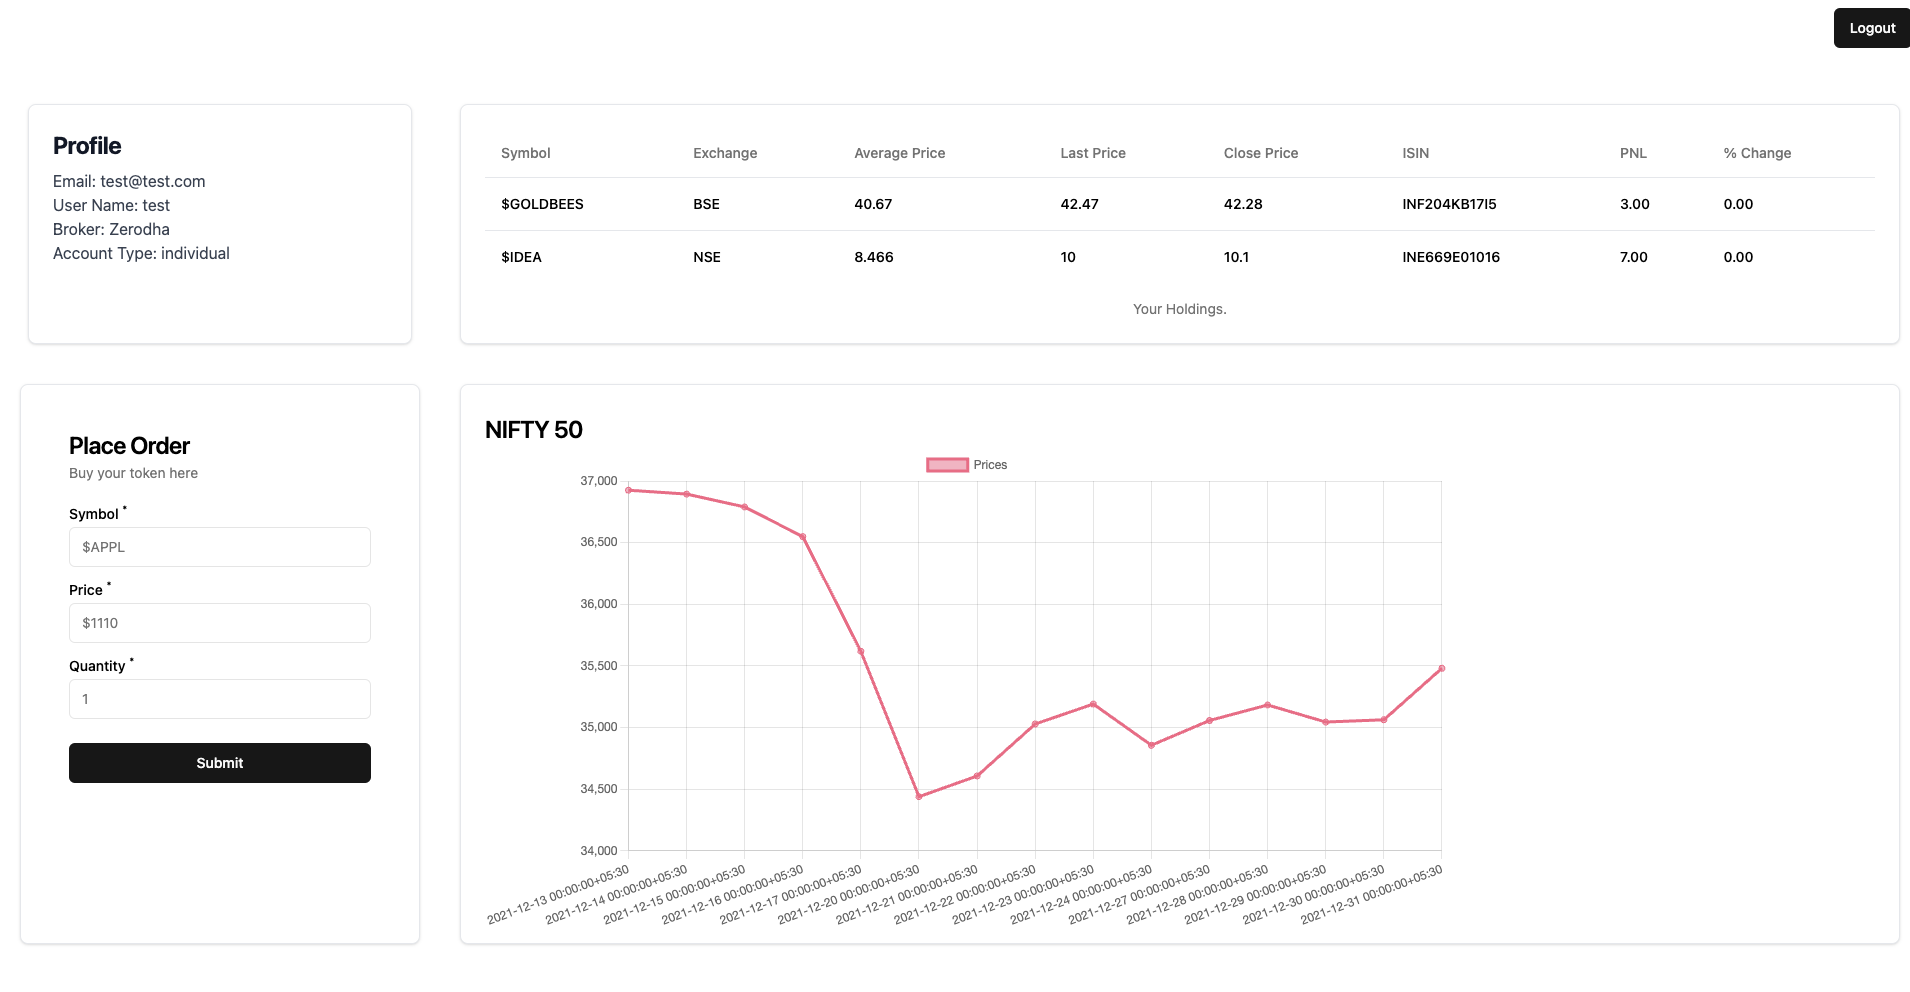 Logout
Profile
Email: test@test.com
User Name: test
Broker: Zerodha
Account Type: individual
Symbol Exchange Average Price Last Price Close Price ISIN PNL % Change
$GOLDBEES BSE 40.67 42.47 42.28 INF204KB17I5 3.00 0.00
$IDEA NSE 8.466 10 10.1 INE669E01016 7.00 0.00
Your Holdings.
Place Order
Buy your token here
Symbol *
$APPL
Price *
$1110
Quantity *
1
Submit
NIFTY 50
Prices
37,000
36,500
36,000
35,500
35,000
34,500
34,000
2021-12-13 00:00:00+05:30
2021-12-14 00:00:00+05:30
2021-12-15 00:00:00+05:30
2021-12-16 00:00:00+05:30
2021-12-17 00:00:00+05:30
2021-12-20 00:00:00+05:30
2021-12-21 00:00:00+05:30
2021-12-22 00:00:00+05:30
2021-12-23 00:00:00+05:30
2021-12-24 00:00:00+05:30
2021-12-27 00:00:00+05:30
2021-12-28 00:00:00+05:30
2021-12-29 00:00:00+05:30
2021-12-30 00:00:00+05:30
2021-12-31 00:00:00+05:30